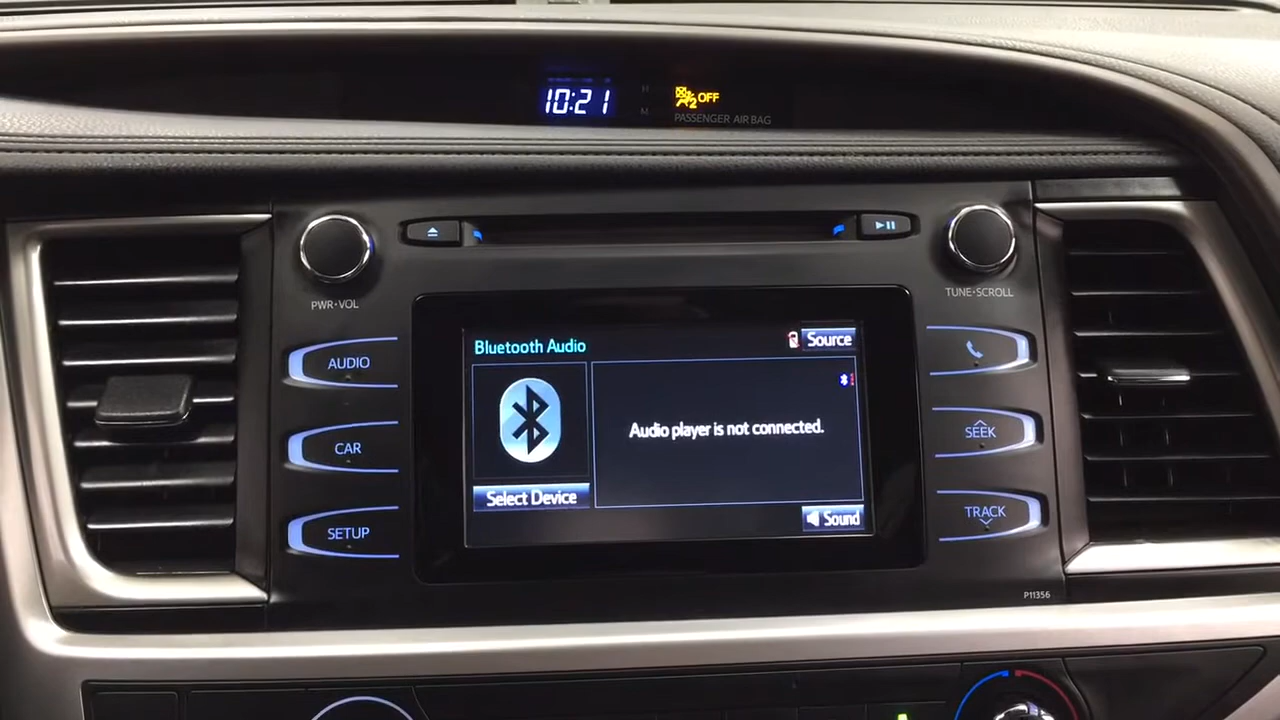 10:21
H
M
2 OFF
PASSENGER AIR BAG
PWR•VOL
TUNE•SCROLL
AUDIO
CAR
SETUP
Bluetooth Audio
Source
Audio player is not connected.
Select Device
Sound
SEEK
TRACK
P11356